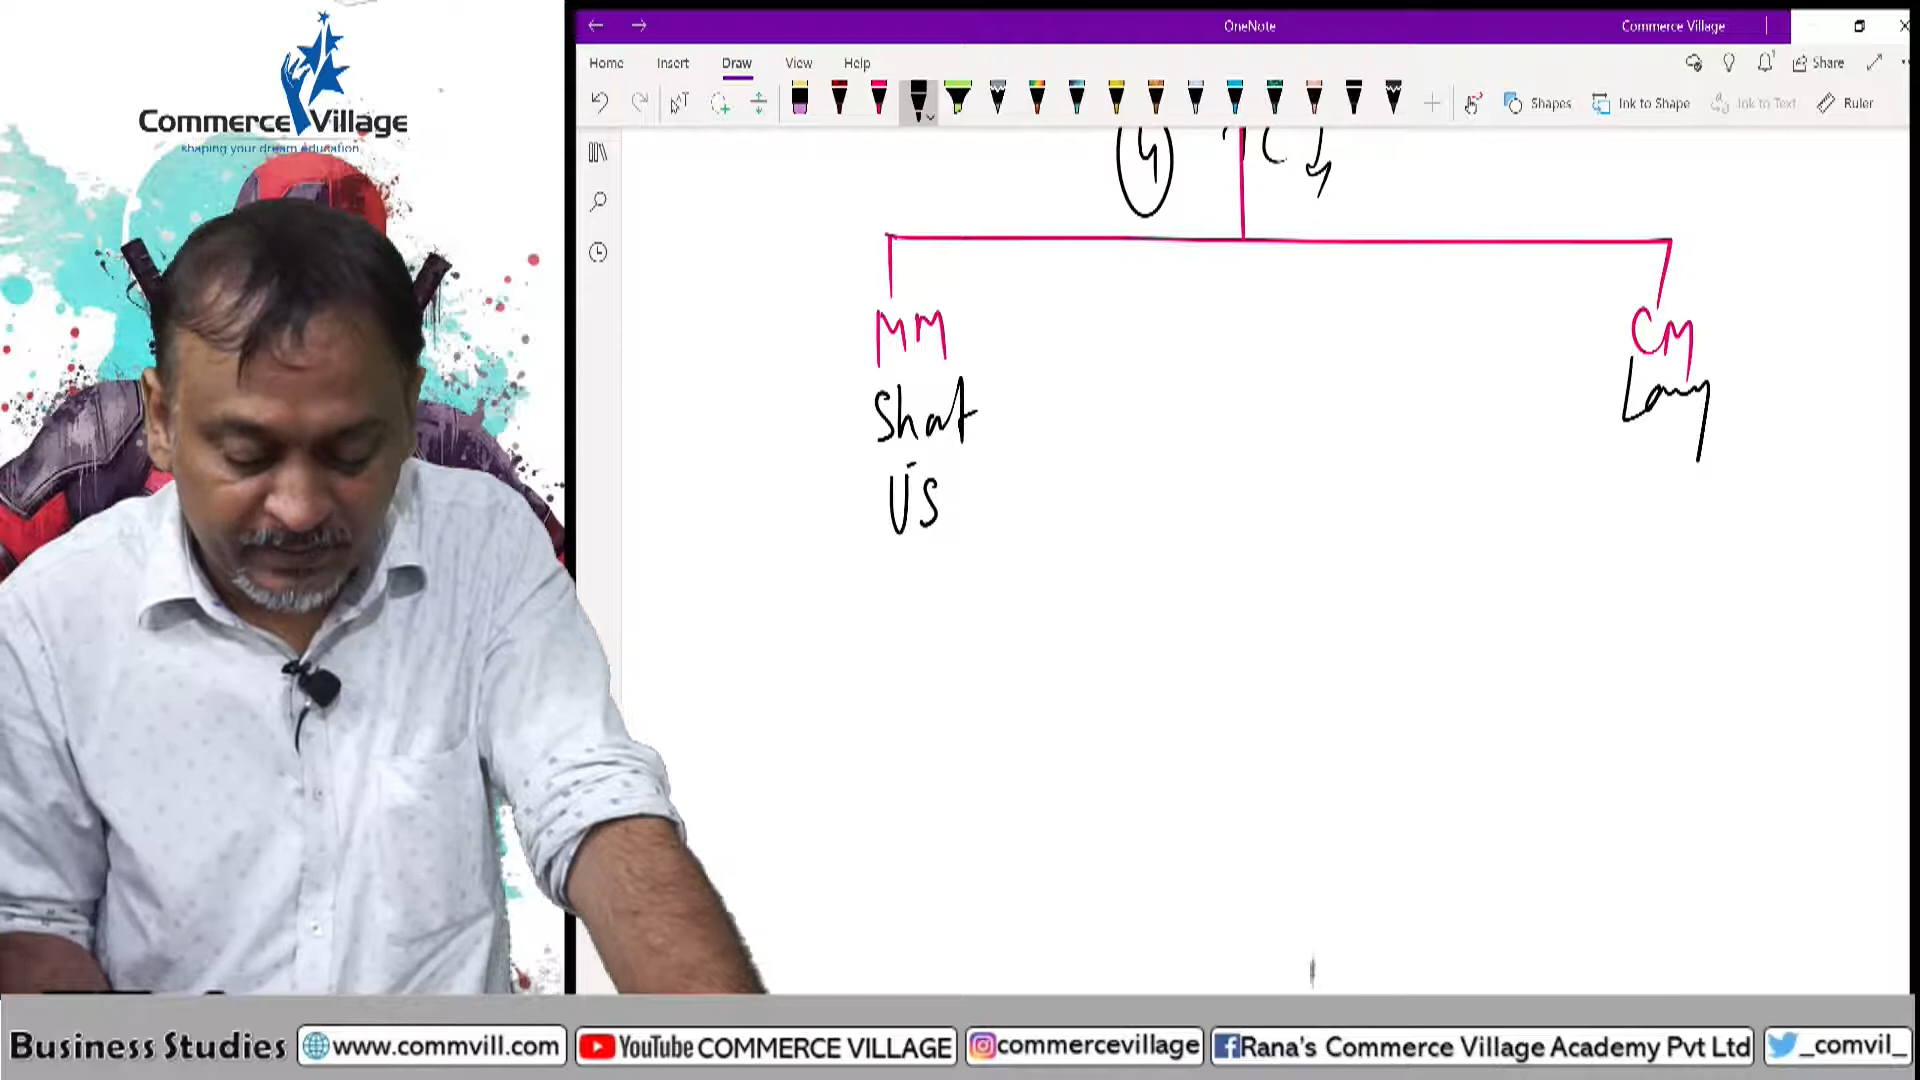 Commerce Village
shaping your dream education
OneNote
Commerce Village
Home Insert Draw View Help
Share
Shapes Ink to Shape Ink to Text Ruler
4
MM
CM
Shot
Long
US
Business Studies
www.commvill.com
YouTube COMMERCE VILLAGE
commercevillage
Rana's Commerce Village Academy Pvt Ltd
_comvil_